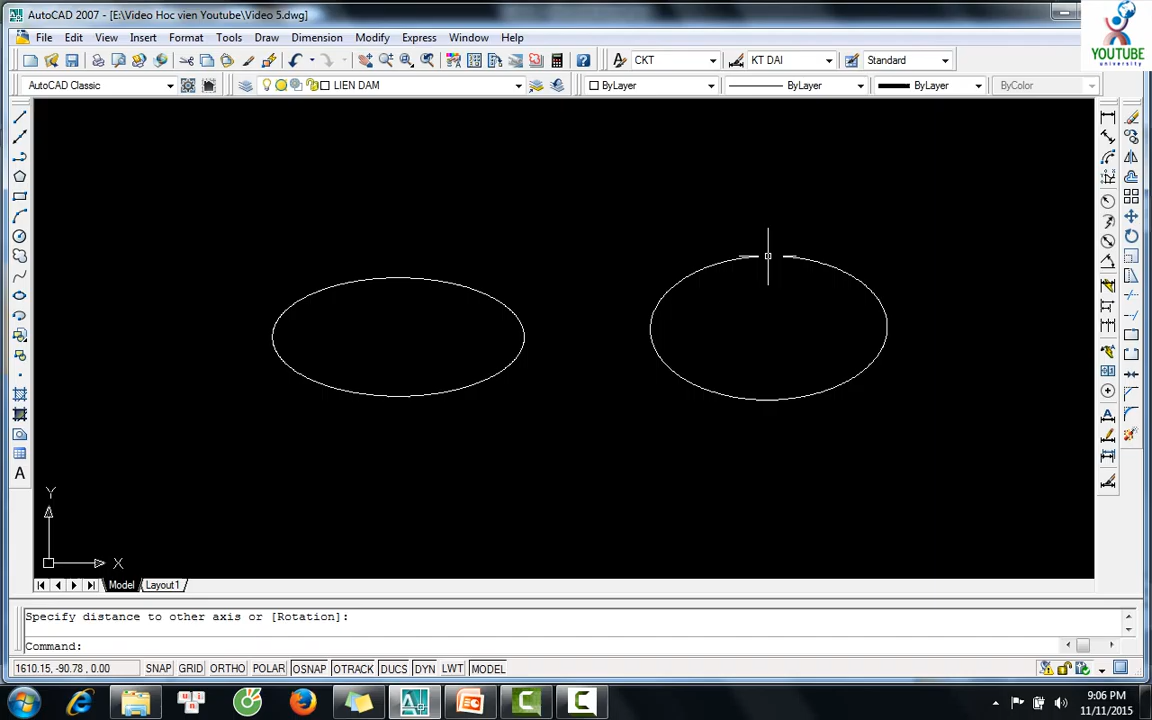 AutoCAD 2007 - [E:\Video Hoc vien Youtube\Video 5.dwg]
YOUTUBE
university
File Edit View Insert Format Tools Draw Dimension Modify Express Window Help
CKT KT DAI Standard
AutoCAD Classic LIEN DAM ByLayer ByLayer ByLayer ByColor
A
A
Y
X
Model Layout1
Specify distance to other axis or [Rotation]:
Command:
1610.15, -90.78 , 0.00 SNAP GRID ORTHO POLAR OSNAP OTRACK DUCS DYN LWT MODEL
9:06 PM
11/11/2015